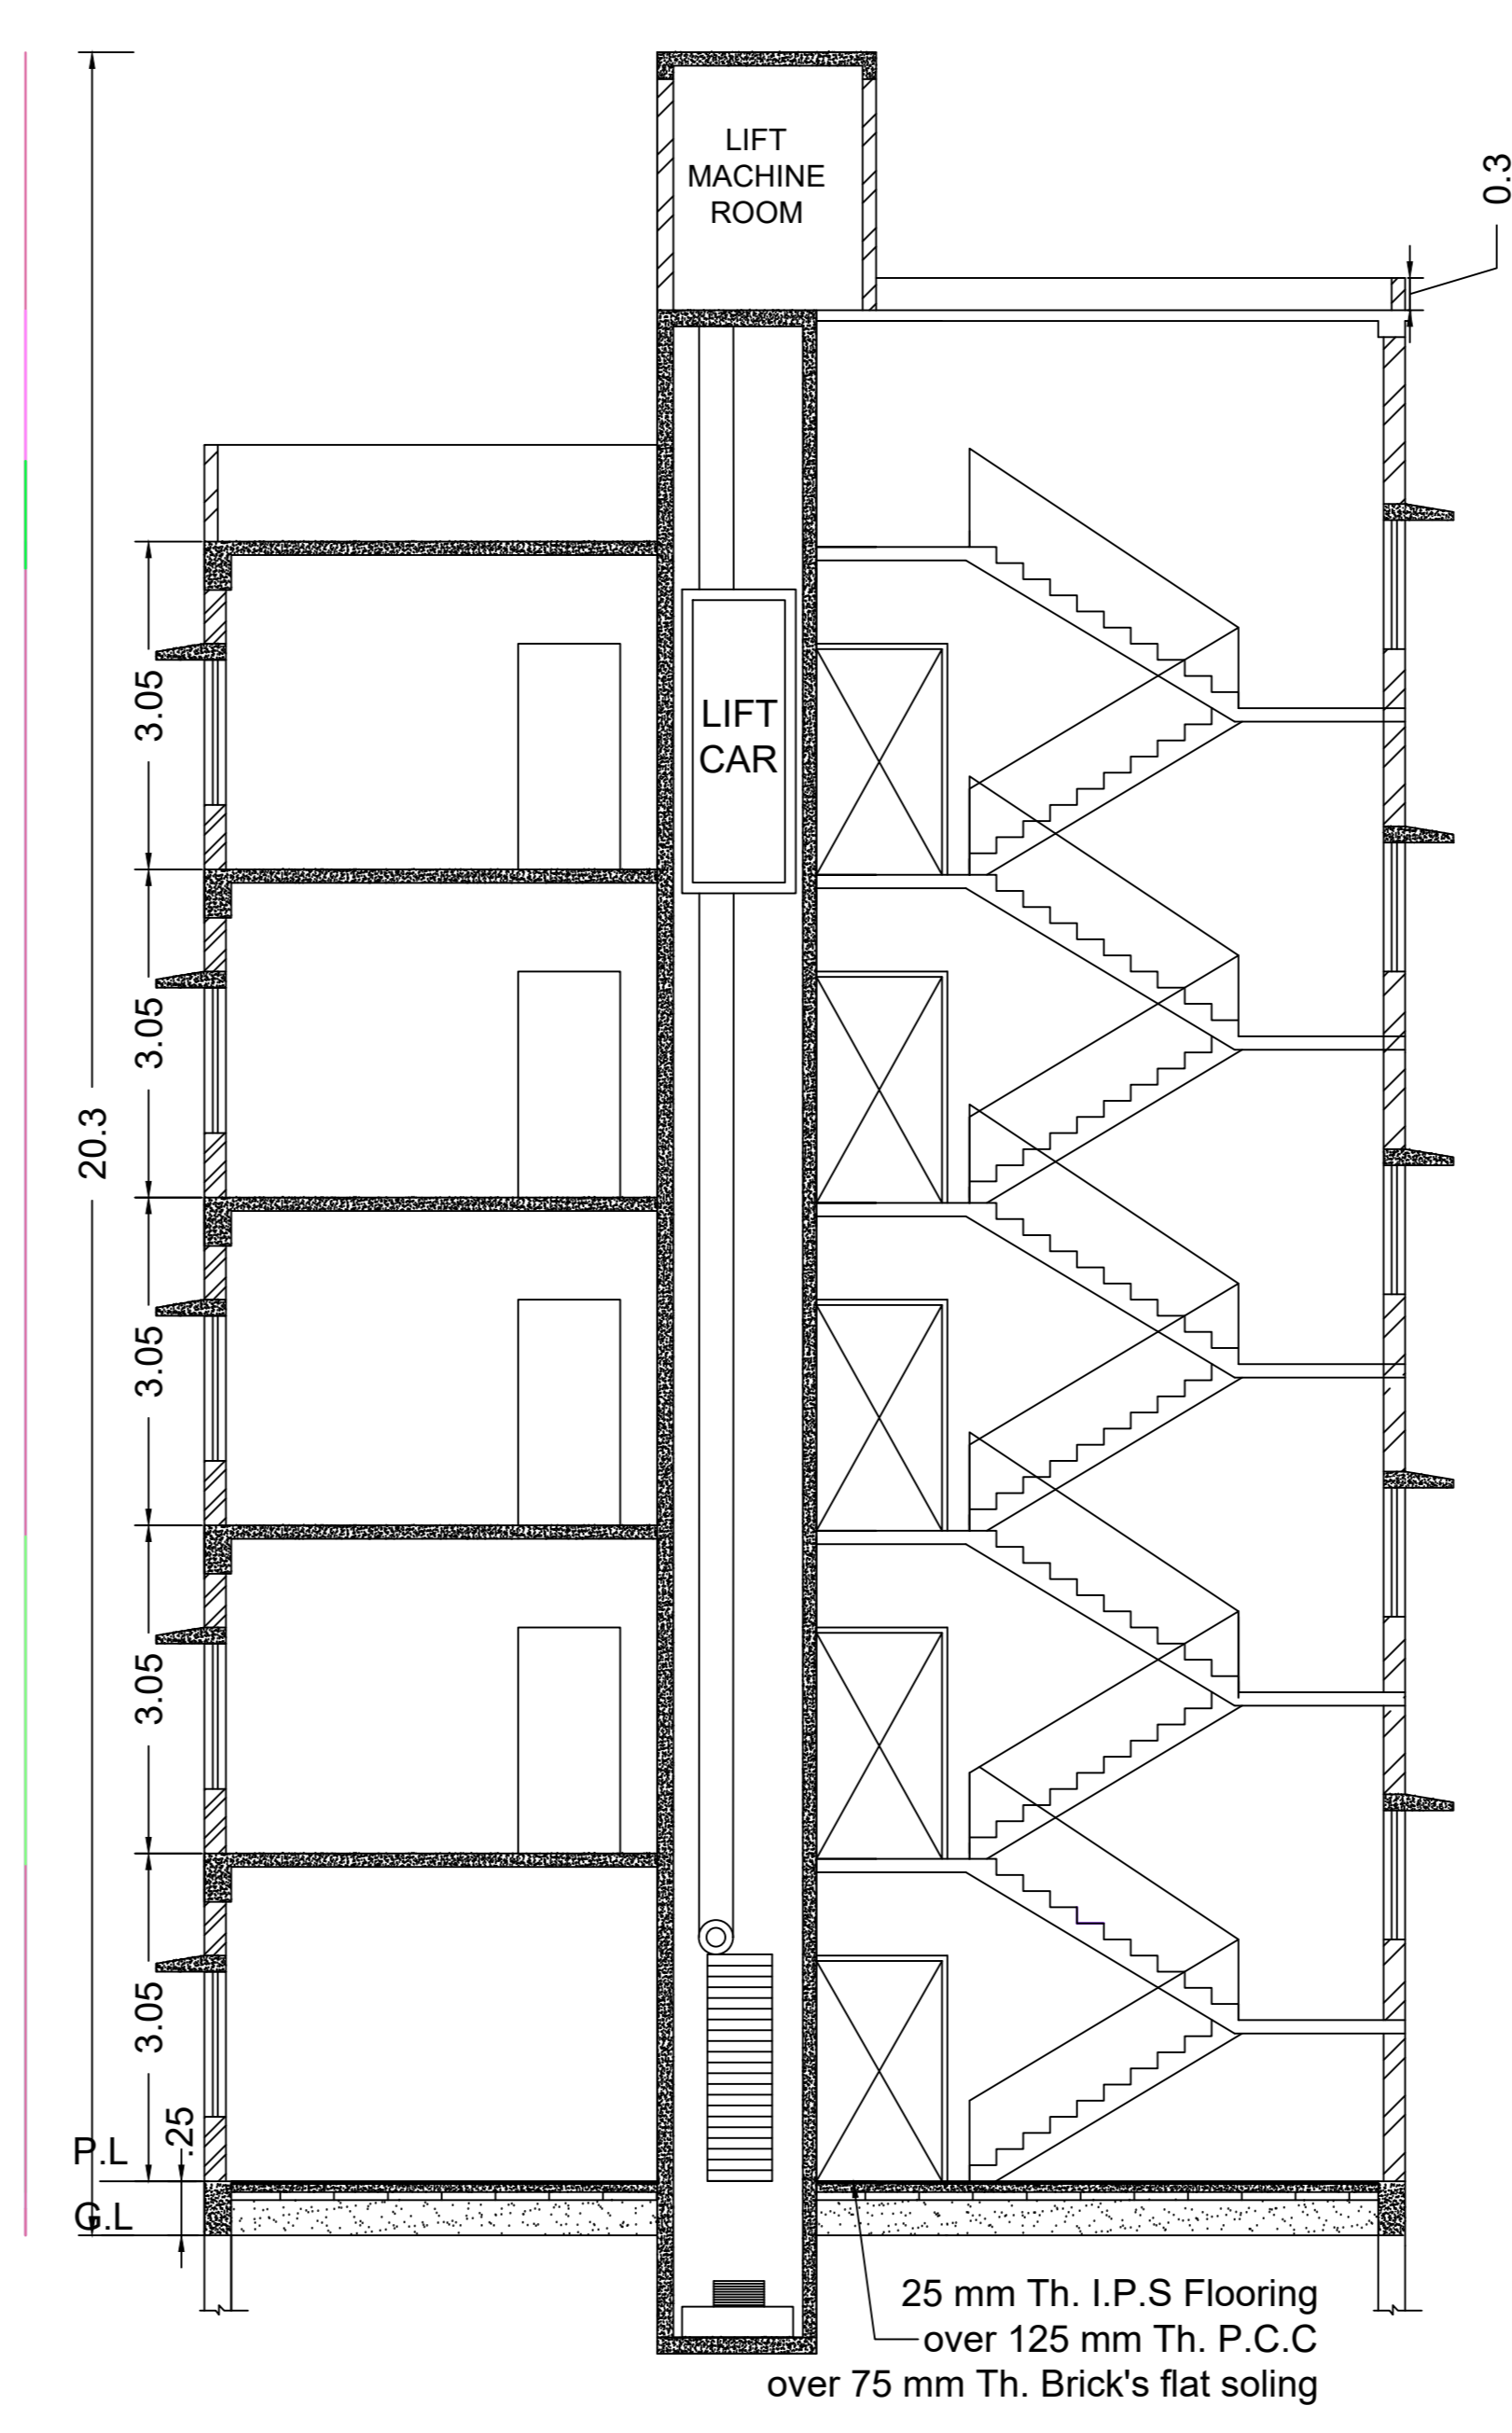 LIFT
MACHINE
ROOM
0.3
3.05
LIFT
CAR
3.05
20.3
3.05
3.05
3.05
.25
P.L
G.L
25 mm Th. I.P.S Flooring
over 125 mm Th. P.C.C
over 75 mm Th. Brick's flat soling